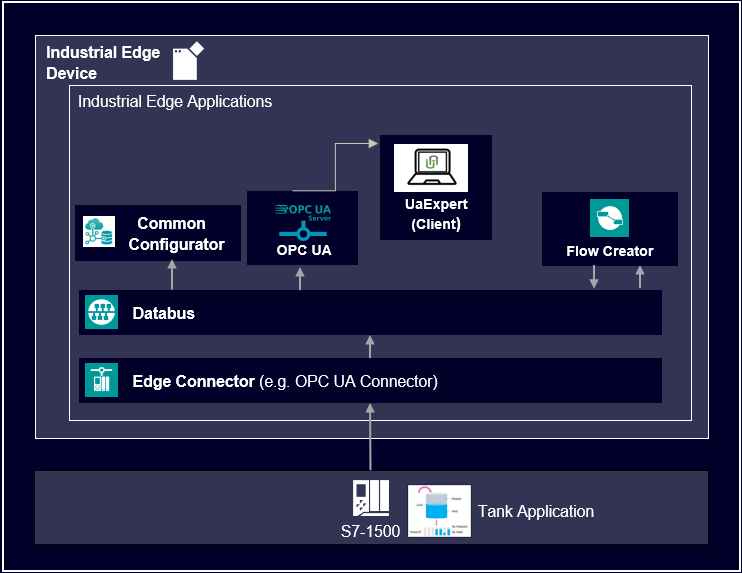 Industrial Edge
Device
Industrial Edge Applications
UaExpert
(Client)
OPC UA
Server
OPC UA
Common
Configurator
Flow Creator
Databus
Edge Connector (e.g. OPC UA Connector)
S7-1500
Tank Application